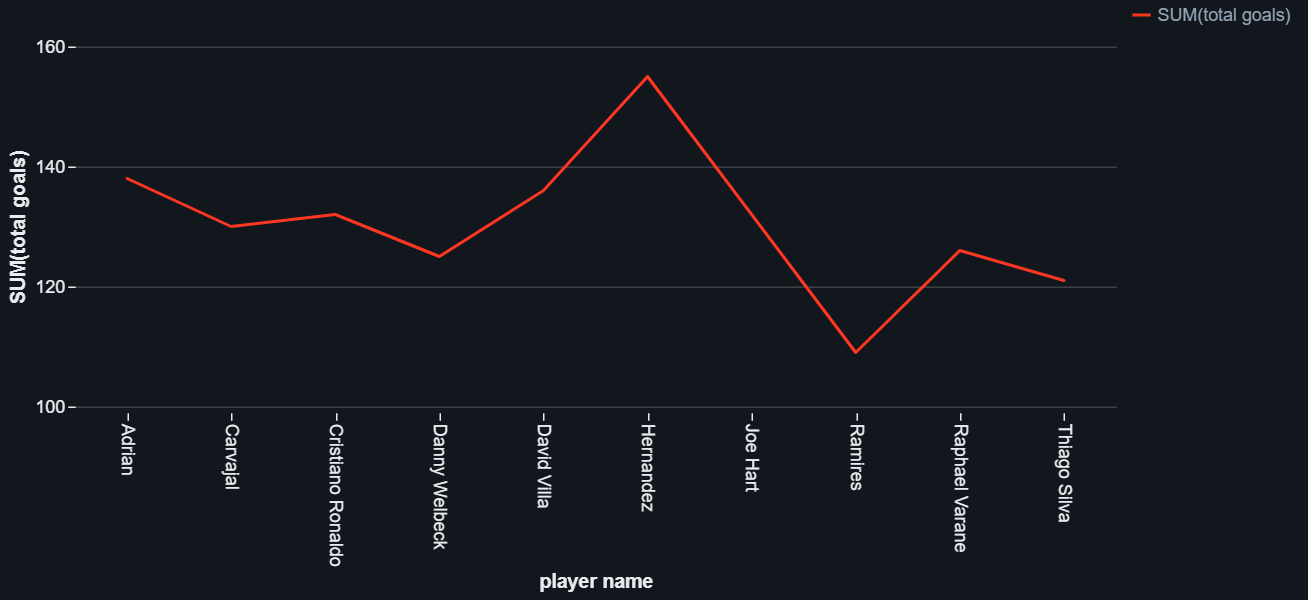 SUM(total goals)
160
140
120
100
SUM(total goals)
Adrian
Carvajal
Cristiano Ronaldo
Danny Welbeck
David Villa
Hernandez
Joe Hart
Ramires
Raphael Varane
Thiago Silva
player name